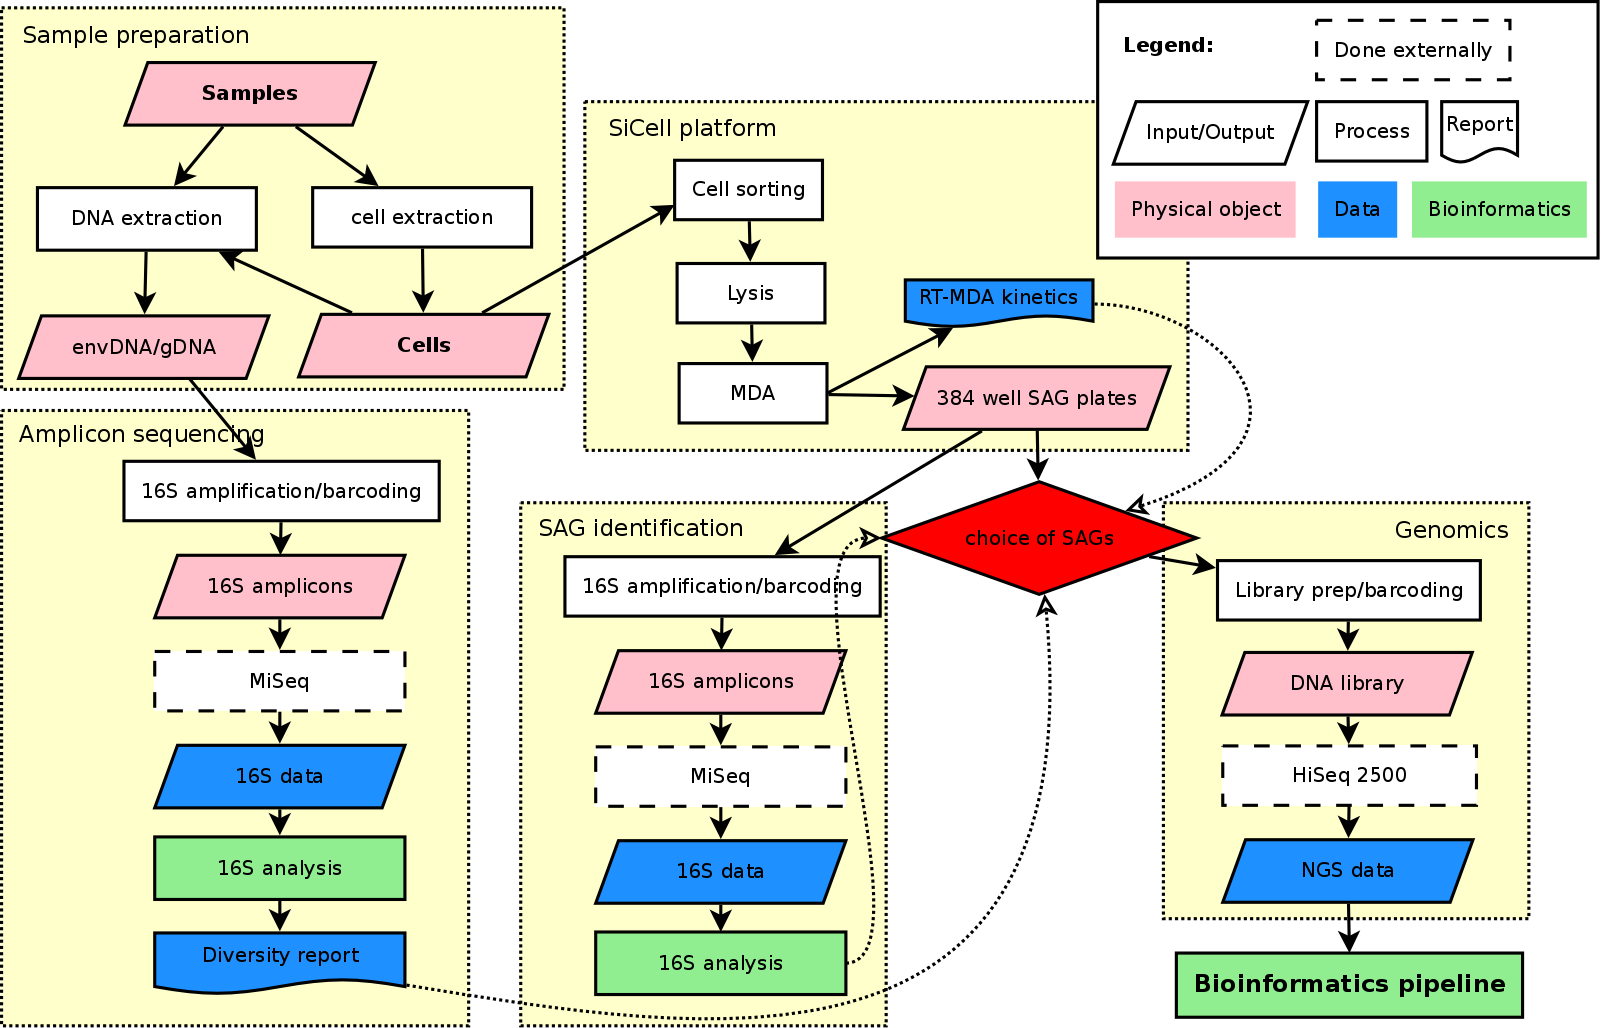 Sample preparation
Samples
DNA extraction
cell extraction
envDNA/gDNA
Cells
SiCell platform
Cell sorting
Lysis
MDA
RT-MDA kinetics
384 well SAG plates
Legend:
Done externally
Input/Output
Process
Report
Physical object
Data
Bioinformatics
Amplicon sequencing
16S amplification/barcoding
16S amplicons
MiSeq
16S data
16S analysis
Diversity report
SAG identification
16S amplification/barcoding
16S amplicons
MiSeq
16S data
16S analysis
choice of SAGs
Genomics
Library prep/barcoding
DNA library
HiSeq 2500
NGS data
Bioinformatics pipeline